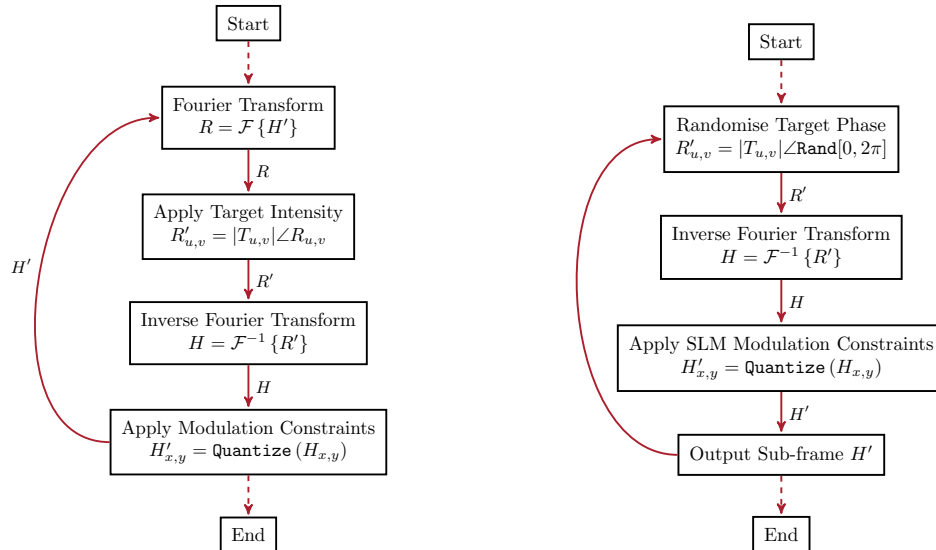 Start
Fourier Transform
R = ℱ {H′}
R
Apply Target Intensity
R′u,v = |Tu,v|∠Ru,v
R′
Inverse Fourier Transform
H = ℱ−1 {R′}
H
Apply Modulation Constraints
H′x,y = Quantize (Hx,y)
H′
End
Start
Randomise Target Phase
R′u,v = |Tu,v|∠Rand[0, 2π]
R′
Inverse Fourier Transform
H = ℱ−1 {R′}
H
Apply SLM Modulation Constraints
H′x,y = Quantize (Hx,y)
H′
Output Sub-frame H′
End